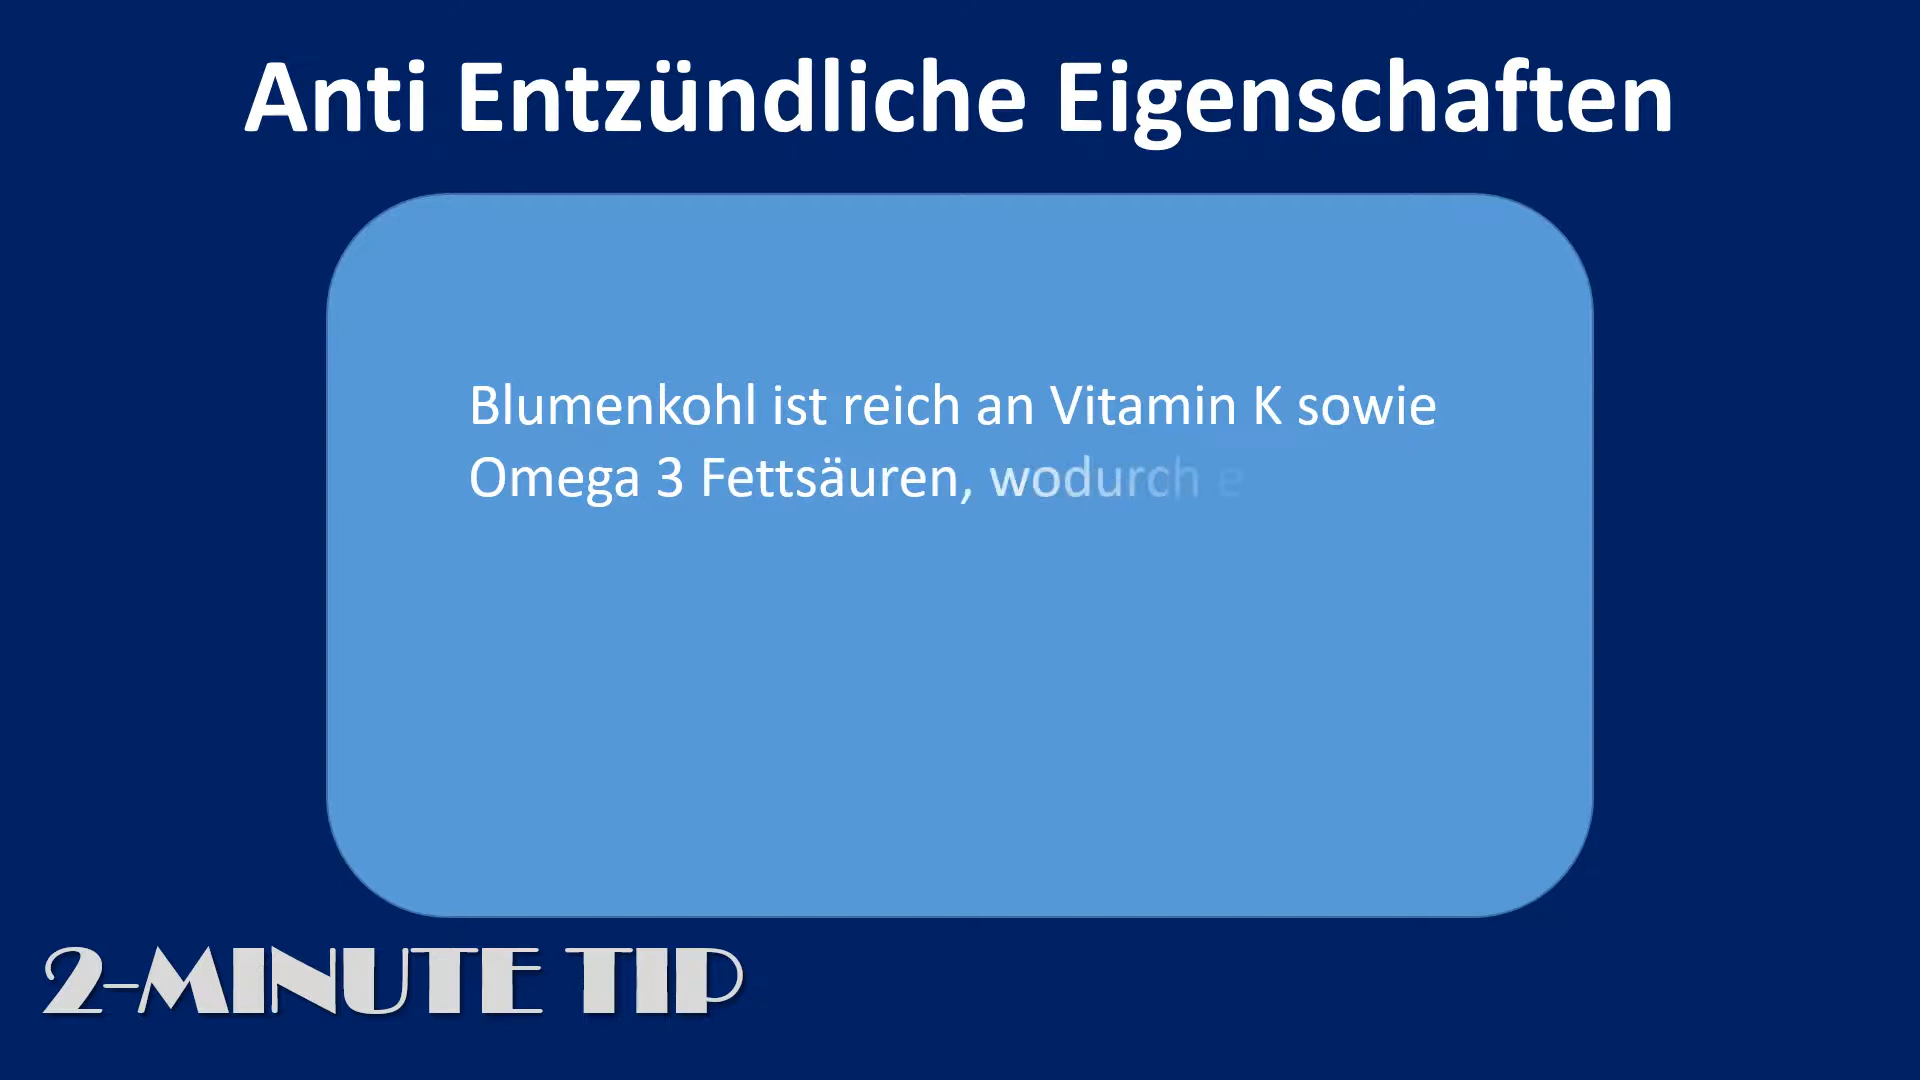 Anti Entzündliche Eigenschaften
Blumenkohl ist reich an Vitamin K sowie
Omega 3 Fettsäuren, wodurch e
2-MINUTE TIP